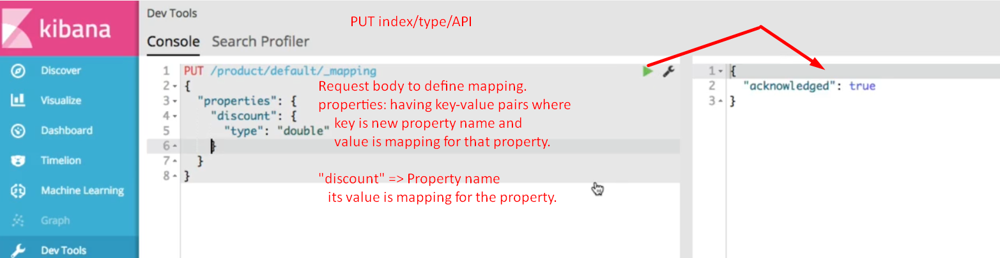 kibana
Discover
Visualize
Dashboard
Timelion
Machine Learning
Graph
Dev Tools
Dev Tools
PUT index/type/API
Console Search Profiler
1 PUT /product/default/_mapping
2 {
3 "properties": {
4 "discount": {
5 "type": "double"
6 }
7 }
8 }
Request body to define mapping.
properties: having key-value pairs where
key is new property name and
value is mapping for that property.
"discount" => Property name
its value is mapping for the property.
1 {
2 "acknowledged": true
3 }